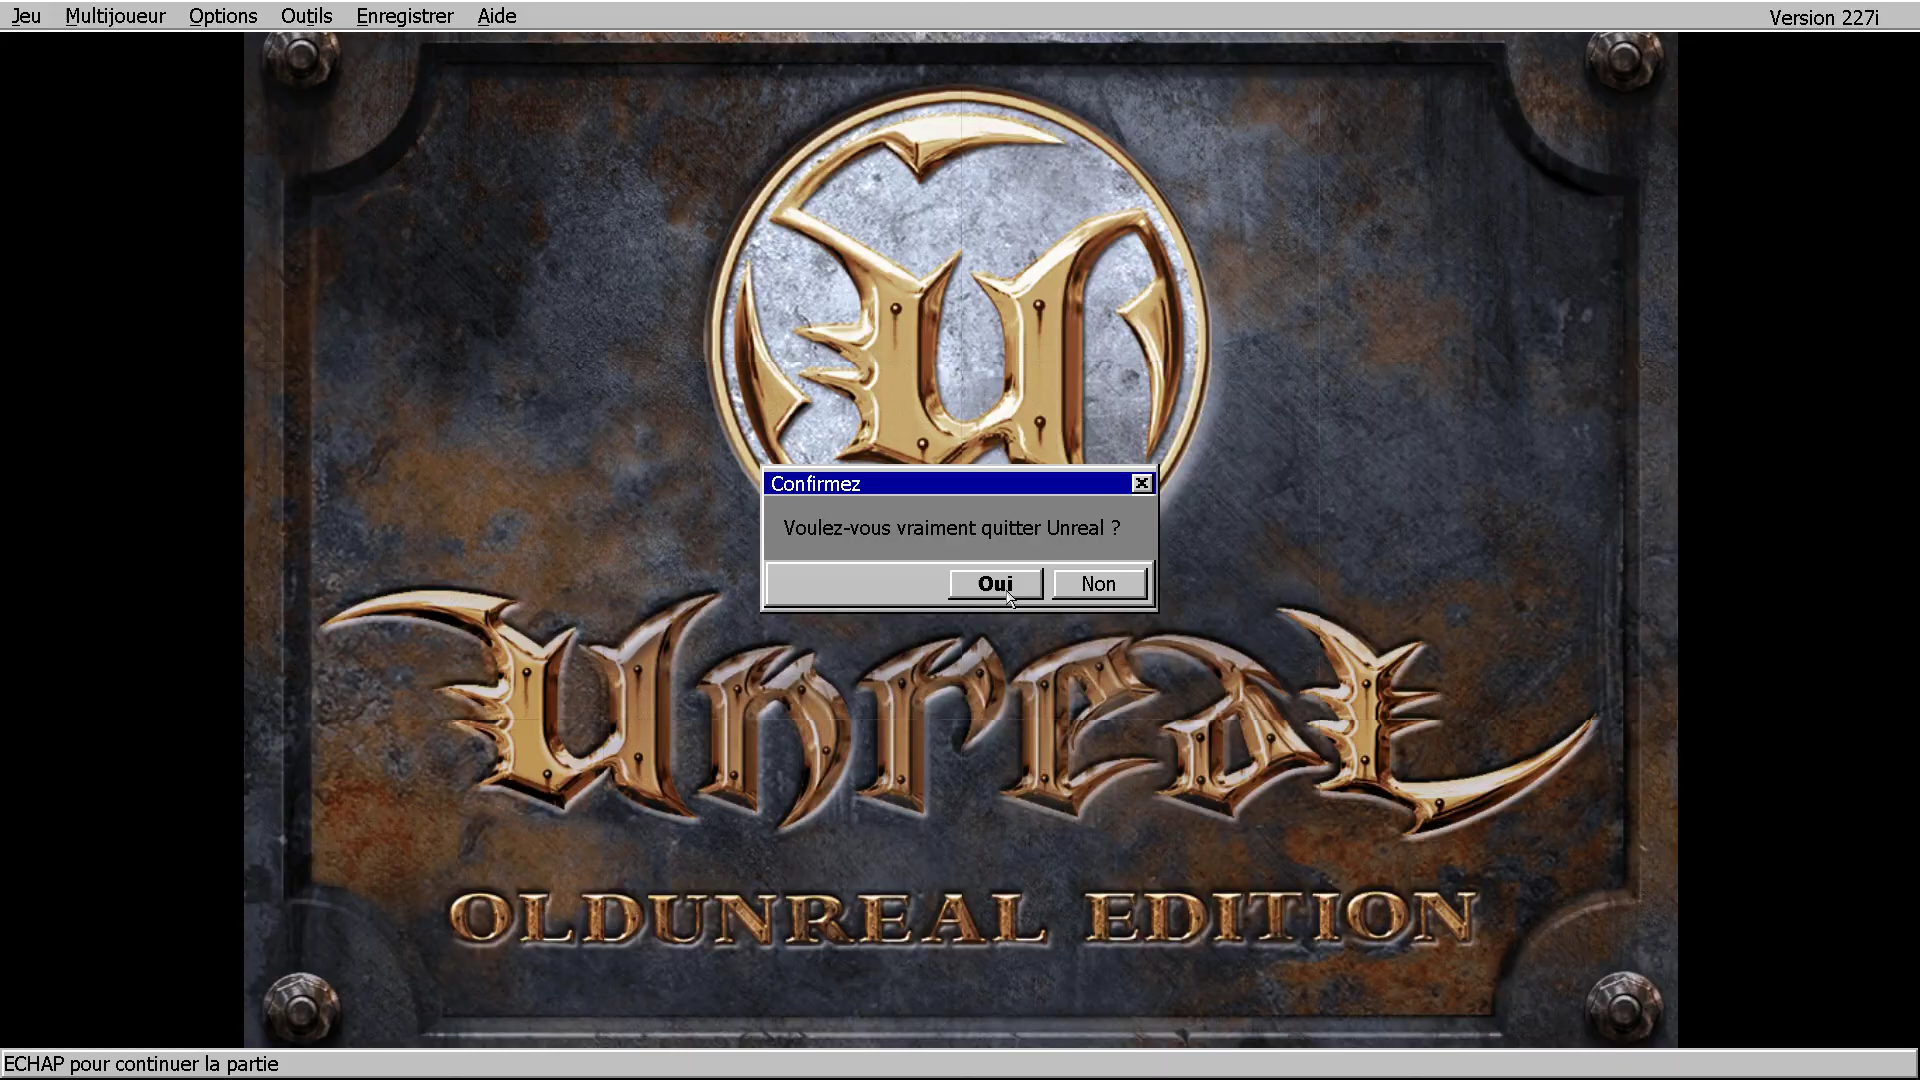 Jeu Multijoueur Options Outils Enregistrer Aide Version 227i
Confirmez
Voulez-vous vraiment quitter Unreal ?
Oui Non
Unreal
OLDUNREAL EDITION
ECHAP pour continuer la partie